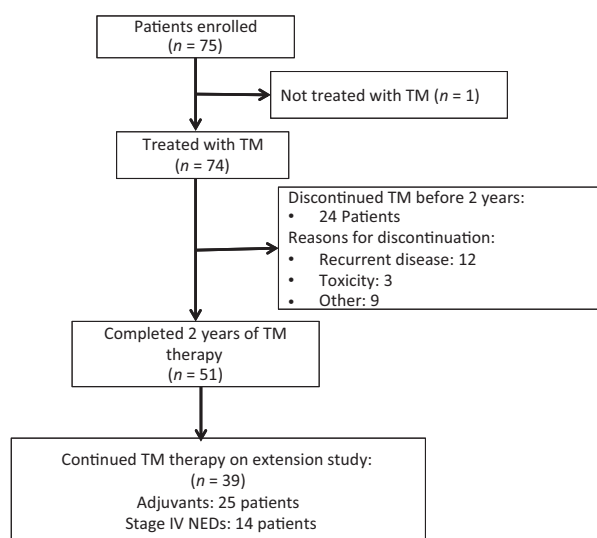 Patients enrolled
(n = 75)
Not treated with TM (n = 1)
Treated with TM
(n = 74)
Discontinued TM before 2 years:
• 24 Patients
Reasons for discontinuation:
• Recurrent disease: 12
• Toxicity: 3
• Other: 9
Completed 2 years of TM
therapy
(n = 51)
Continued TM therapy on extension study:
(n = 39)
Adjuvants: 25 patients
Stage IV NEDs: 14 patients